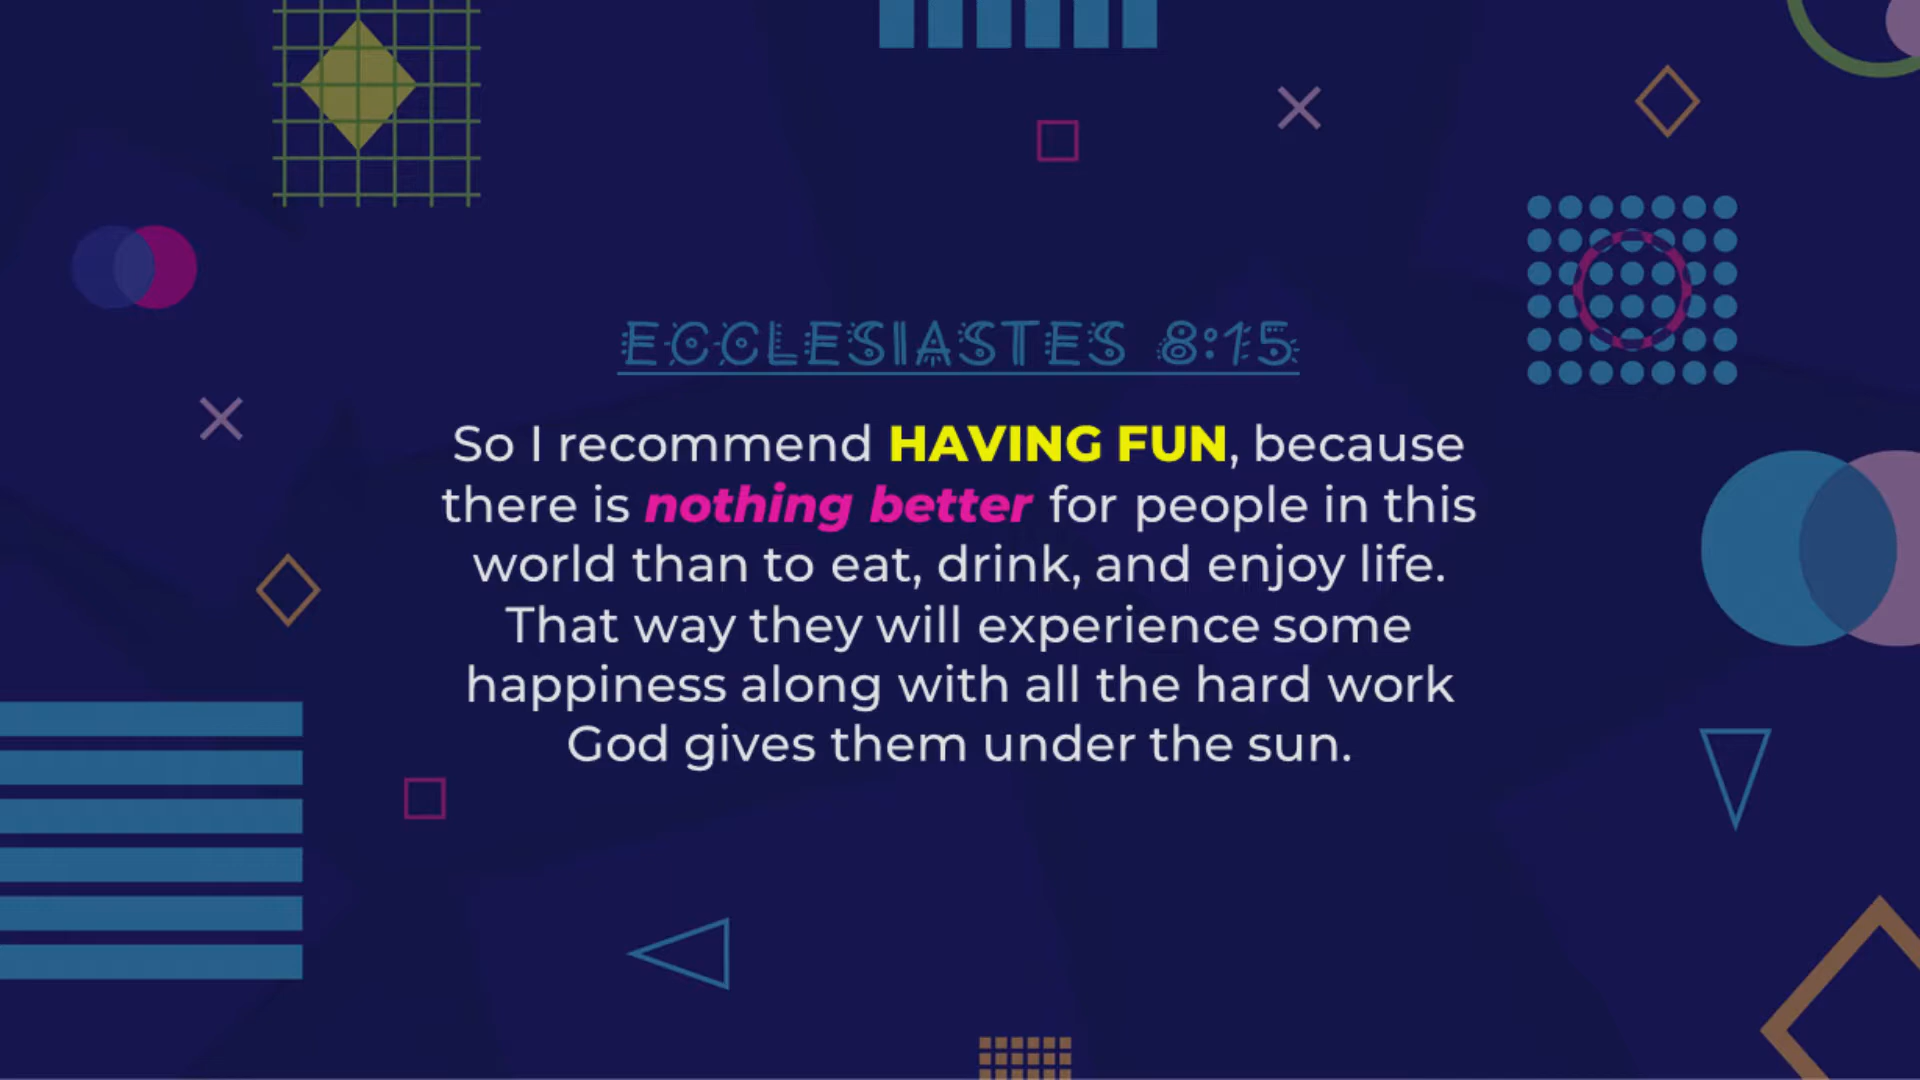 ECCLESIASTES 8:15
So I recommend HAVING FUN, because
there is nothing better for people in this
world than to eat, drink, and enjoy life.
That way they will experience some
happiness along with all the hard work
God gives them under the sun.